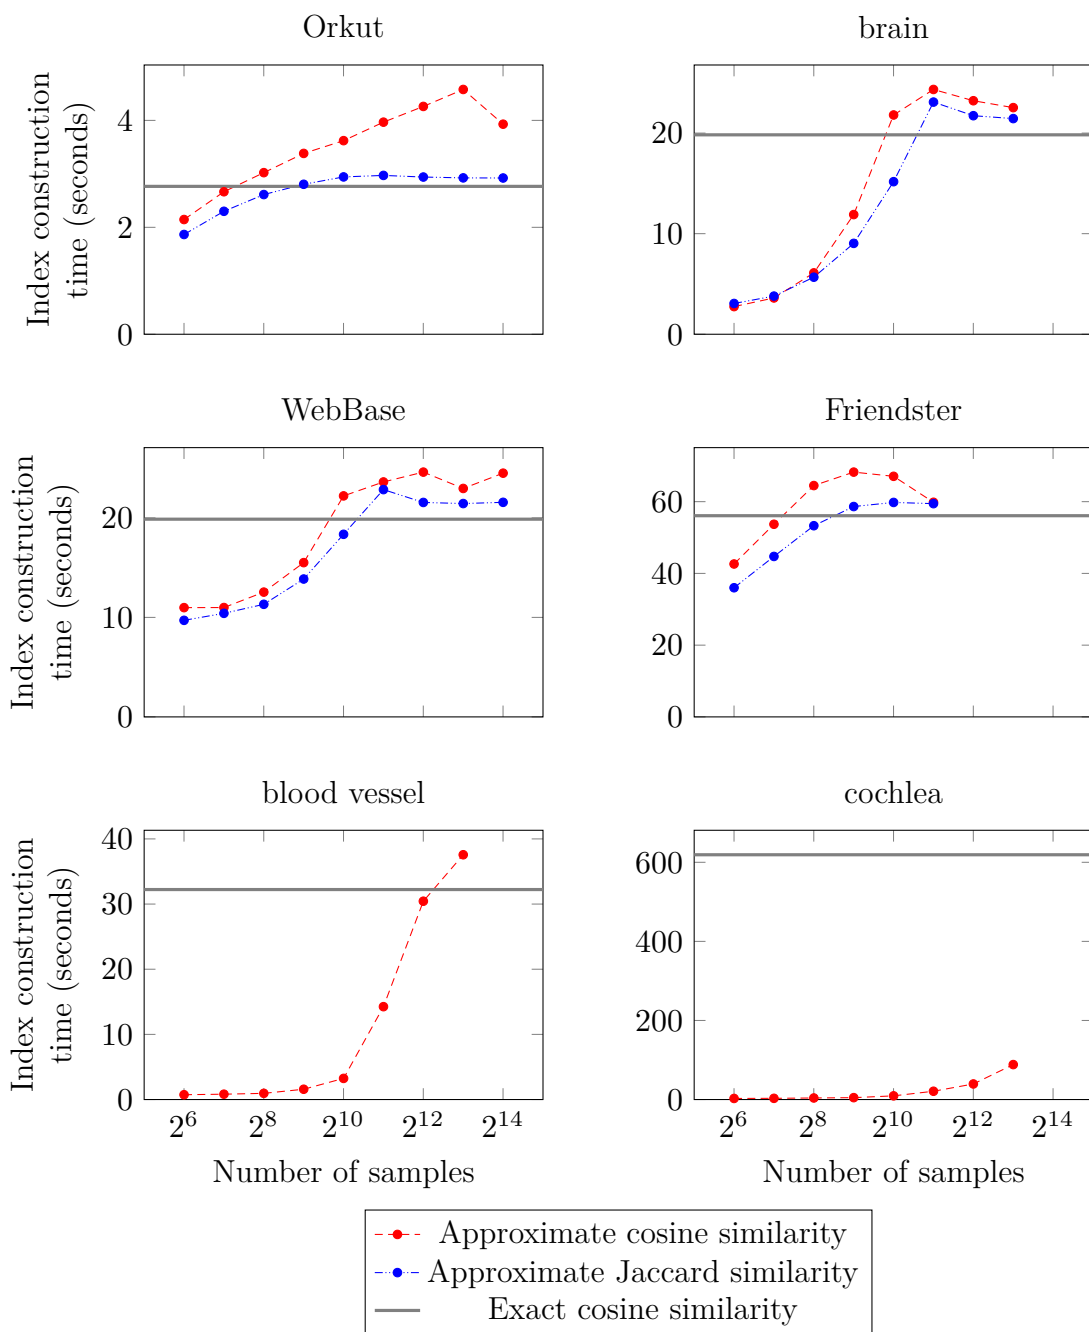 Orkut
brain
4
2
0
Index construction
time (seconds)
20
10
0
WebBase
Friendster
20
10
0
Index construction
time (seconds)
60
40
20
0
blood vessel
cochlea
40
30
20
10
0
Index construction
time (seconds)
600
400
200
0
2^6 2^8 2^10 2^12 2^14
2^6 2^8 2^10 2^12 2^14
Number of samples
Number of samples
Approximate cosine similarity
Approximate Jaccard similarity
Exact cosine similarity